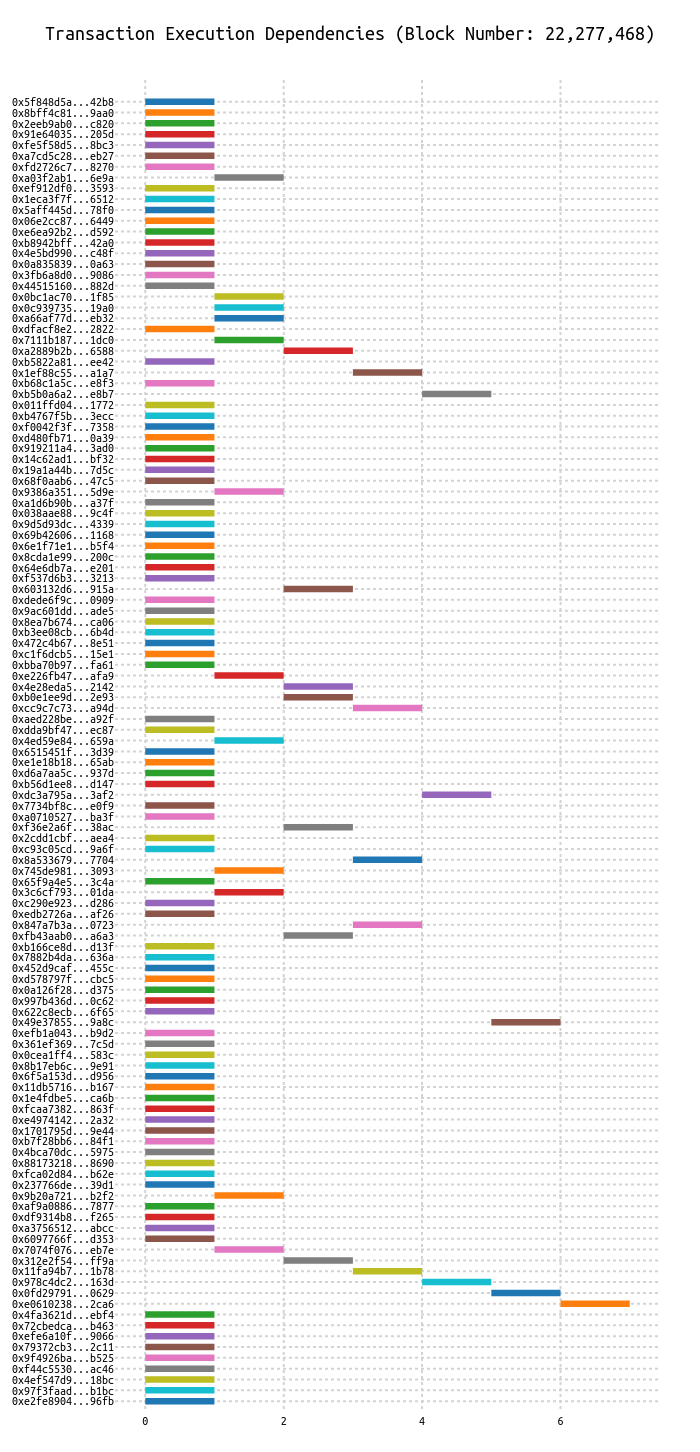 Transaction Execution Dependencies (Block Number: 22,277,468)
0x5f848d5a...42b8
0x8bff4c81...9aa0
0x2eeb9ab0...c820
0x91e64035...205d
0xfe5f58d5...8bc3
0xa7cd5c28...eb27
0xfd2726c7...8270
0xa03f2ab1...6e9a
0xef912df0...3593
0x1eca3f7f...6512
0x5aff445d...78f0
0x06e2cc87...6449
0xe6ea92b2...d592
0xb8942bff...42a0
0x4e5bd990...c48f
0x0a835839...0a63
0x3fb6a8d0...9086
0x44515160...882d
0x0bc1ac70...1f85
0x0c939735...19a0
0xa66af77d...eb32
0xdfacf8e2...2822
0x7111b187...1dc0
0xa2889b2b...6588
0xb5822a81...ee42
0x1ef88c55...a1a7
0xb68c1a5c...e8f3
0xb5b0a6a2...e8b7
0x011ffd04...1772
0xb4767f5b...3ecc
0xf0042f3f...7358
0xd480fb71...0a39
0x919211a4...3ad0
0x14c62ad1...bf32
0x19a1a44b...7d5c
0x68f0aab6...47c5
0x9386a351...5d9e
0xa1d6b90b...a37f
0x038aae88...9c4f
0x9d5d93dc...4339
0x69b42606...1168
0x6e1f71e1...b5f4
0x8cda1e99...200c
0x64e6db7a...e201
0xf537d6b3...3213
0x603132d6...915a
0xdede6f9c...0909
0x9ac601dd...ade5
0x8ea7b674...ca06
0xb3ee08cb...6b4d
0x472c4b67...8e51
0xc1f6dcb5...15e1
0xbba70b97...fa61
0xe226fb47...afa9
0x4e28eda5...2142
0xb0e1ee9d...2e93
0xcc9c7c73...a94d
0xaed228be...a92f
0xdda9bf47...ec87
0x4ed59e84...659a
0x6515451f...3d39
0xe1e18b18...65ab
0xd6a7aa5c...937d
0xb56d1ee8...d147
0xdc3a795a...3af2
0x7734bf8c...e0f9
0xa0710527...ba3f
0xf36e2a6f...38ac
0x2cdd1cbf...aea4
0xc93c05cd...9a6f
0x8a533679...7704
0x745de981...3093
0x65f9a4e5...3c4a
0x3c6cf793...01da
0xc290e923...d286
0xedb2726a...af26
0x847a7b3a...0723
0xfb43aab0...a6a3
0xb166ce8d...d13f
0x7882b4da...636a
0x452d9caf...455c
0xd578797f...cbc5
0x0a126f28...d375
0x997b436d...0c62
0x622c8ecb...6f65
0x49e37855...9a8c
0xefb1a043...b9d2
0x361ef369...7c5d
0x0cea1ff4...583c
0x8b17eb6c...9e91
0x6f5a153d...d956
0x11db5716...b167
0x1e4fdbe5...ca6b
0xfcaa7382...863f
0xe4974142...2a32
0x1701795d...9e44
0xb7f28bb6...84f1
0x4bca70dc...5975
0x88173218...8690
0xfca02d84...b62e
0x237766de...39d1
0x9b20a721...b2f2
0xaf9a0886...7877
0xdf9314b8...f265
0xa3756512...abcc
0x6097766f...d353
0x7074f076...eb7e
0x312e2f54...ff9a
0x11fa94b7...1b78
0x978c4dc2...163d
0x0fd29791...0629
0xe0610238...2ca6
0x4fa3621d...ebf4
0x72cbedca...b463
0xefe6a10f...9066
0x79372cb3...2c11
0x9f4926ba...b525
0xf44c5530...ac46
0x4ef547d9...18bc
0x97f3faad...b1bc
0xe2fe8904...96fb
0 2 4 6